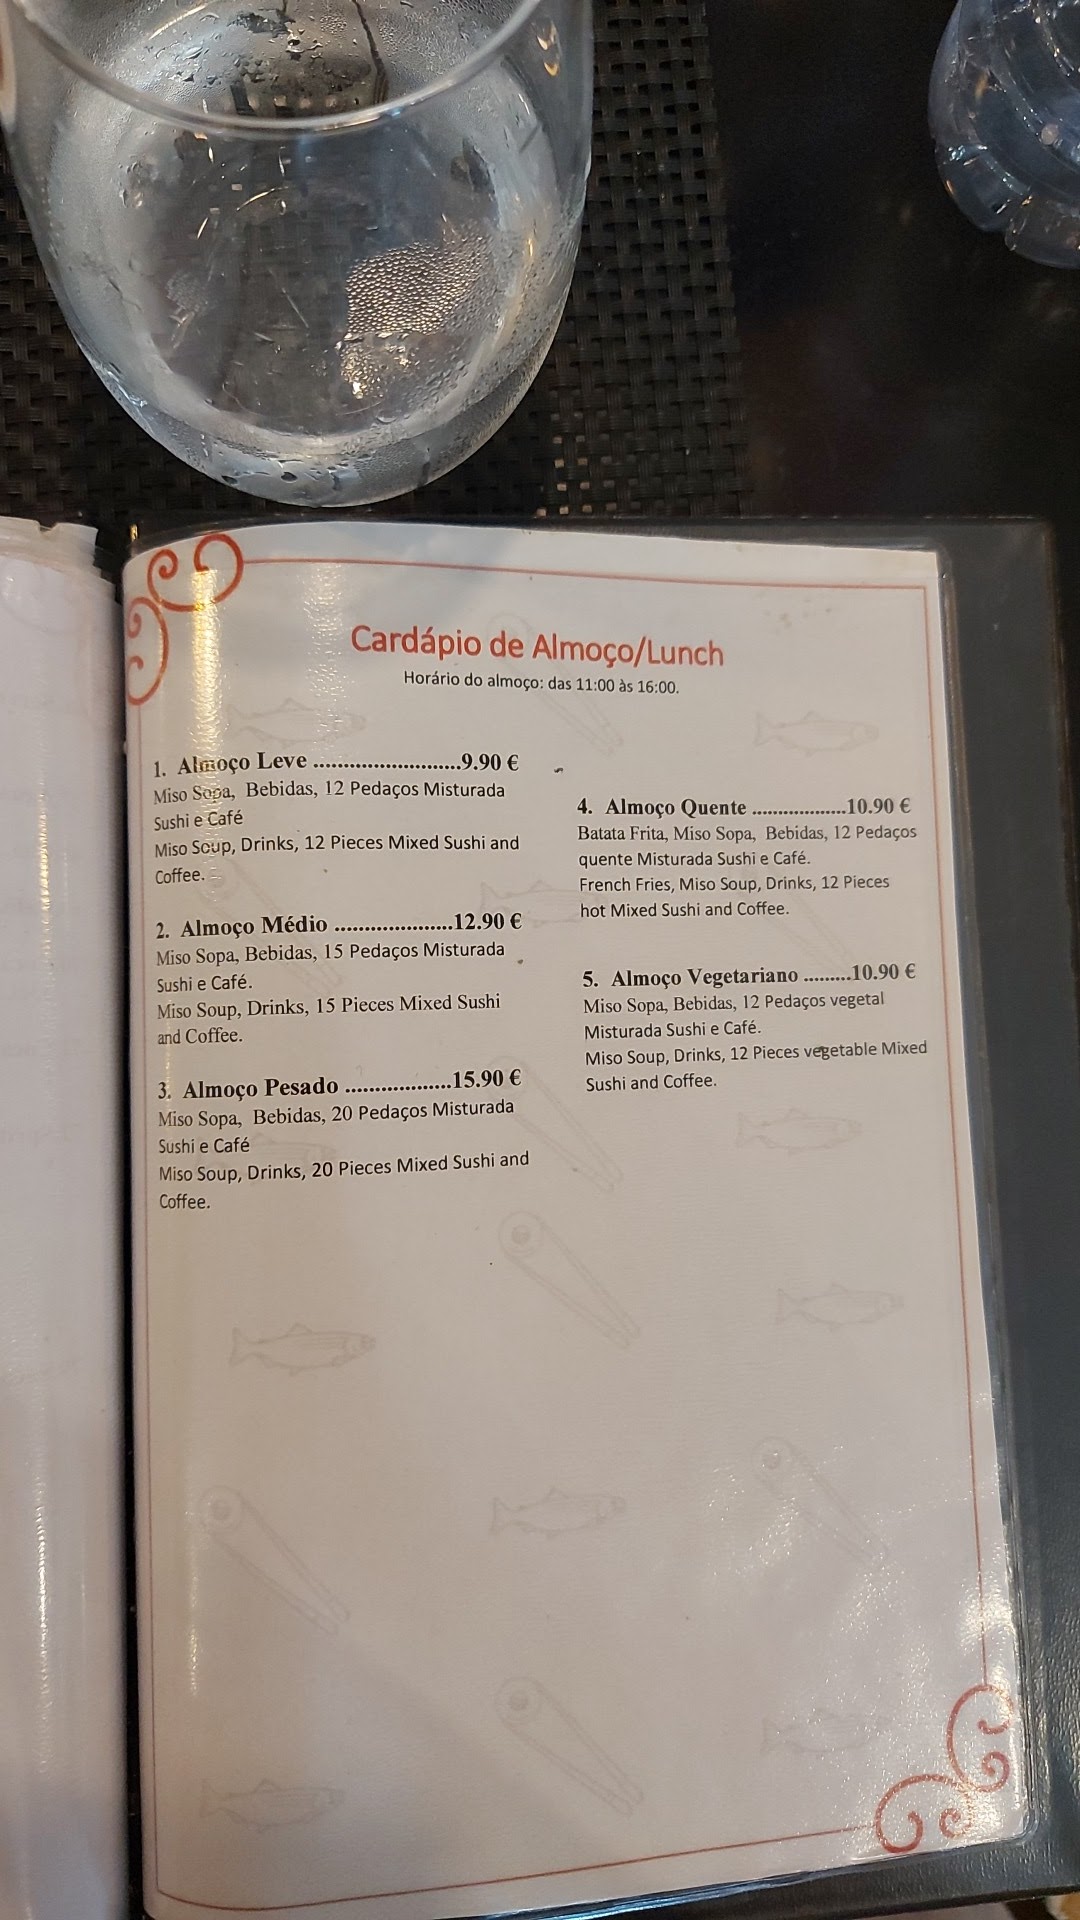 Cardápio de Almoço/Lunch
Horário do almoço: das 11:00 às 16:00.
1. Almoço Leve ..........................9.90 €
Miso Sopa, Bebidas, 12 Pedaços Misturada
Sushi e Café
Miso Soup, Drinks, 12 Pieces Mixed Sushi and
Coffee.
2. Almoço Médio .....................12.90 €
Miso Sopa, Bebidas, 15 Pedaços Misturada
Sushi e Café.
Miso Soup, Drinks, 15 Pieces Mixed Sushi
and Coffee.
3. Almoço Pesado ...................15.90 €
Miso Sopa, Bebidas, 20 Pedaços Misturada
Sushi e Café
Miso Soup, Drinks, 20 Pieces Mixed Sushi and
Coffee.
4. Almoço Quente .................10.90 €
Batata Frita, Miso Sopa, Bebidas, 12 Pedaços
quente Misturada Sushi e Café.
French Fries, Miso Soup, Drinks, 12 Pieces
hot Mixed Sushi and Coffee.
5. Almoço Vegetariano .........10.90 €
Miso Sopa, Bebidas, 12 Pedaços vegetal
Misturada Sushi e Café.
Miso Soup, Drinks, 12 Pieces vegetable Mixed
Sushi and Coffee.